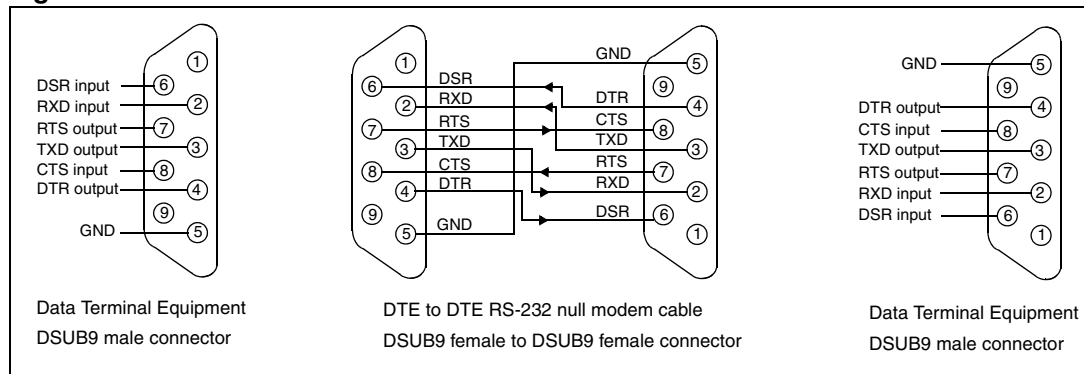 DSR input
RXD input
RTS output
TXD output
CTS input
DTR output
GND
1
6
2
7
3
8
4
9
5
Data Terminal Equipment
DSUB9 male connector
1
6
2
7
3
8
4
9
5
DSR
RXD
RTS
TXD
CTS
DTR
GND
GND
DTR
CTS
TXD
RTS
RXD
DSR
5
9
4
8
3
7
2
6
1
DTE to DTE RS-232 null modem cable
DSUB9 female to DSUB9 female connector
GND
DTR output
CTS input
TXD output
RTS output
RXD input
DSR input
5
9
4
8
3
7
2
6
1
Data Terminal Equipment
DSUB9 male connector